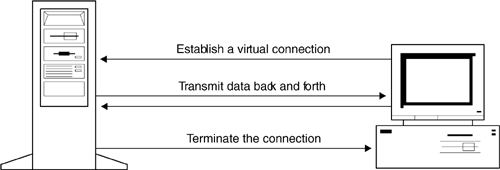 Establish a virtual connection
Transmit data back and forth
Terminate the connection